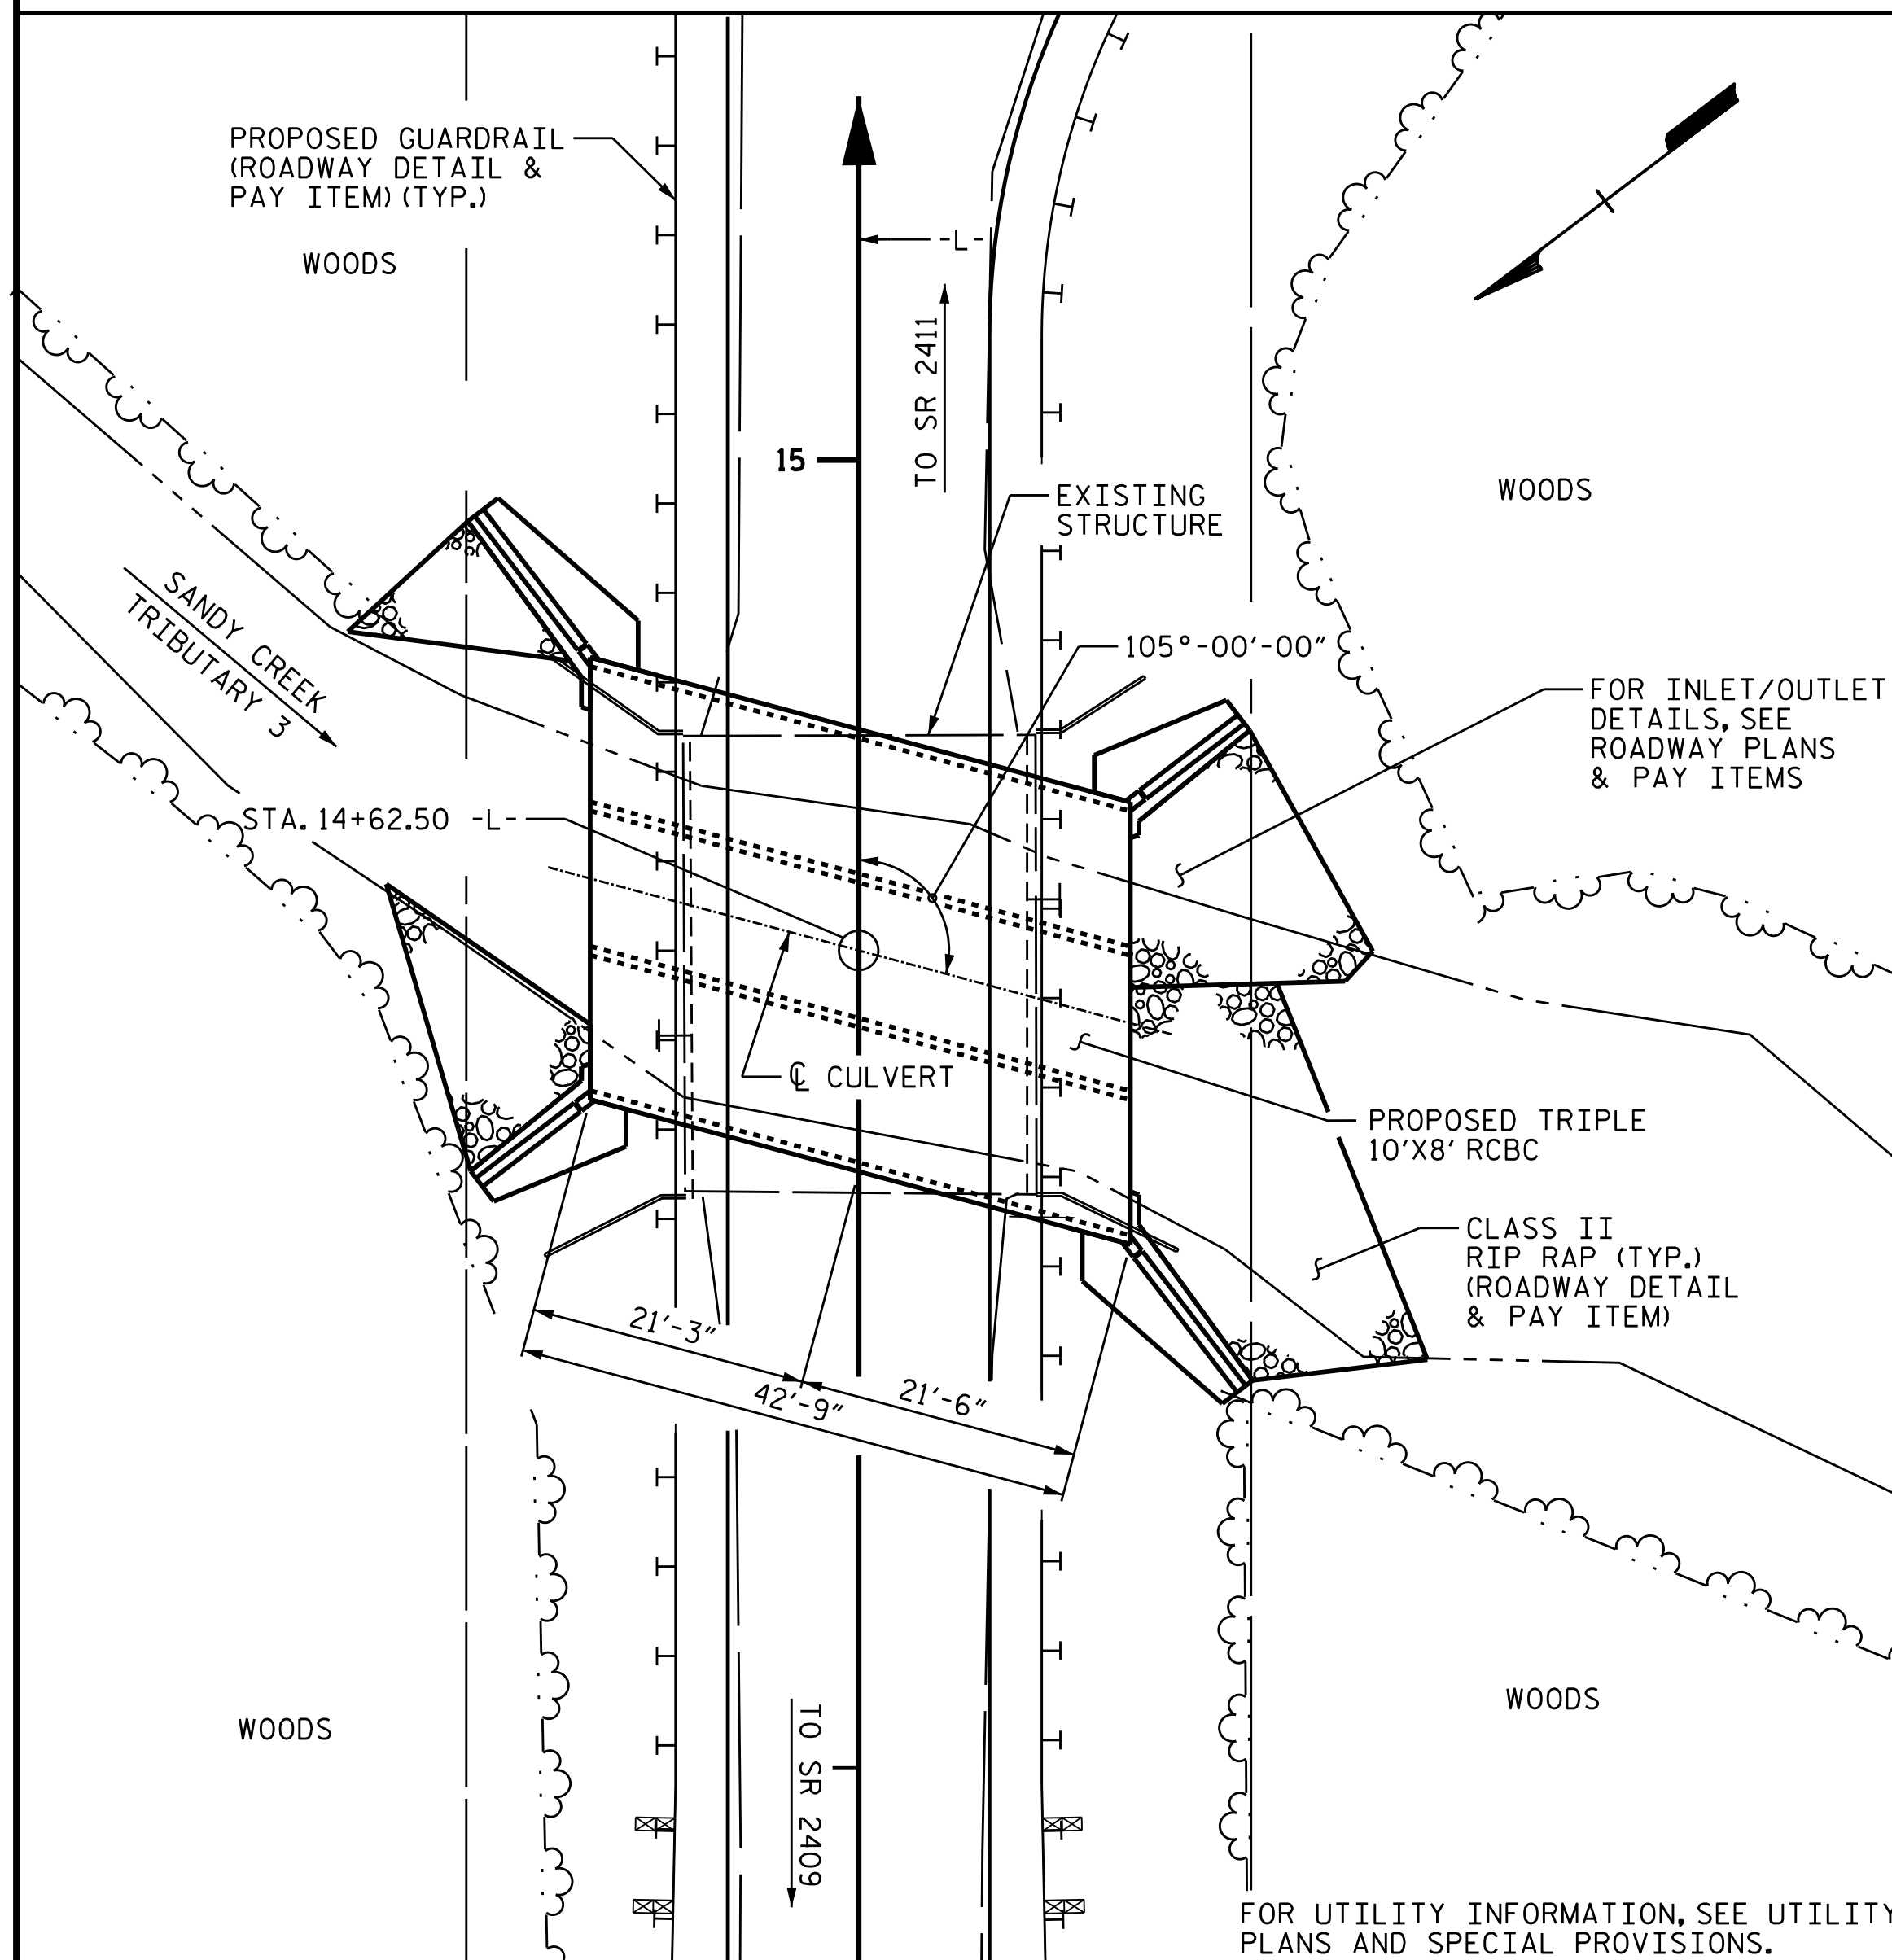 PROPOSED GUARDRAIL
(ROADWAY DETAIL &
PAY ITEM) (TYP.)
WOODS
-L-
TO SR 2411
15
EXISTING
STRUCTURE
WOODS
SANDY CREEK
TRIBUTARY 3
105°-00'-00"
FOR INLET/OUTLET
DETAILS, SEE
ROADWAY PLANS
& PAY ITEMS
STA. 14+62.50 -L-
℄ CULVERT
PROPOSED TRIPLE
10'X8' RCBC
CLASS II
RIP RAP (TYP.)
(ROADWAY DETAIL
& PAY ITEM)
21'-3"
42'-9"
21'-6"
WOODS
TO SR 2409
WOODS
FOR UTILITY INFORMATION, SEE UTILITY
PLANS AND SPECIAL PROVISIONS.